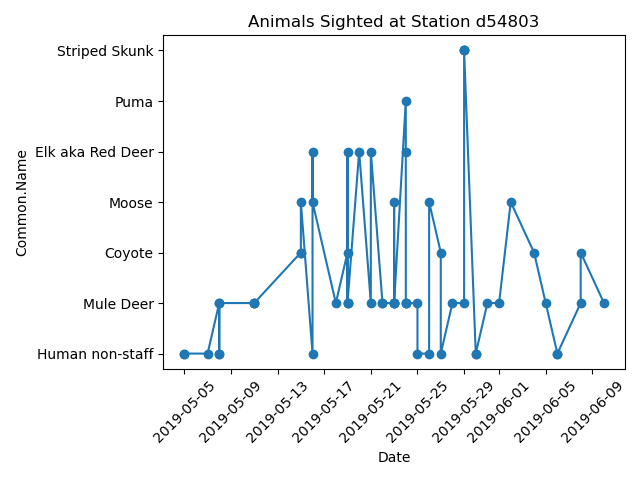 Animals Sighted at Station d54803
Striped Skunk
Puma
Elk aka Red Deer
Moose
Coyote
Mule Deer
Human non-staff
Common.Name
2019-05-05
2019-05-09
2019-05-13
2019-05-17
2019-05-21
2019-05-25
2019-05-29
2019-06-01
2019-06-05
2019-06-09
Date